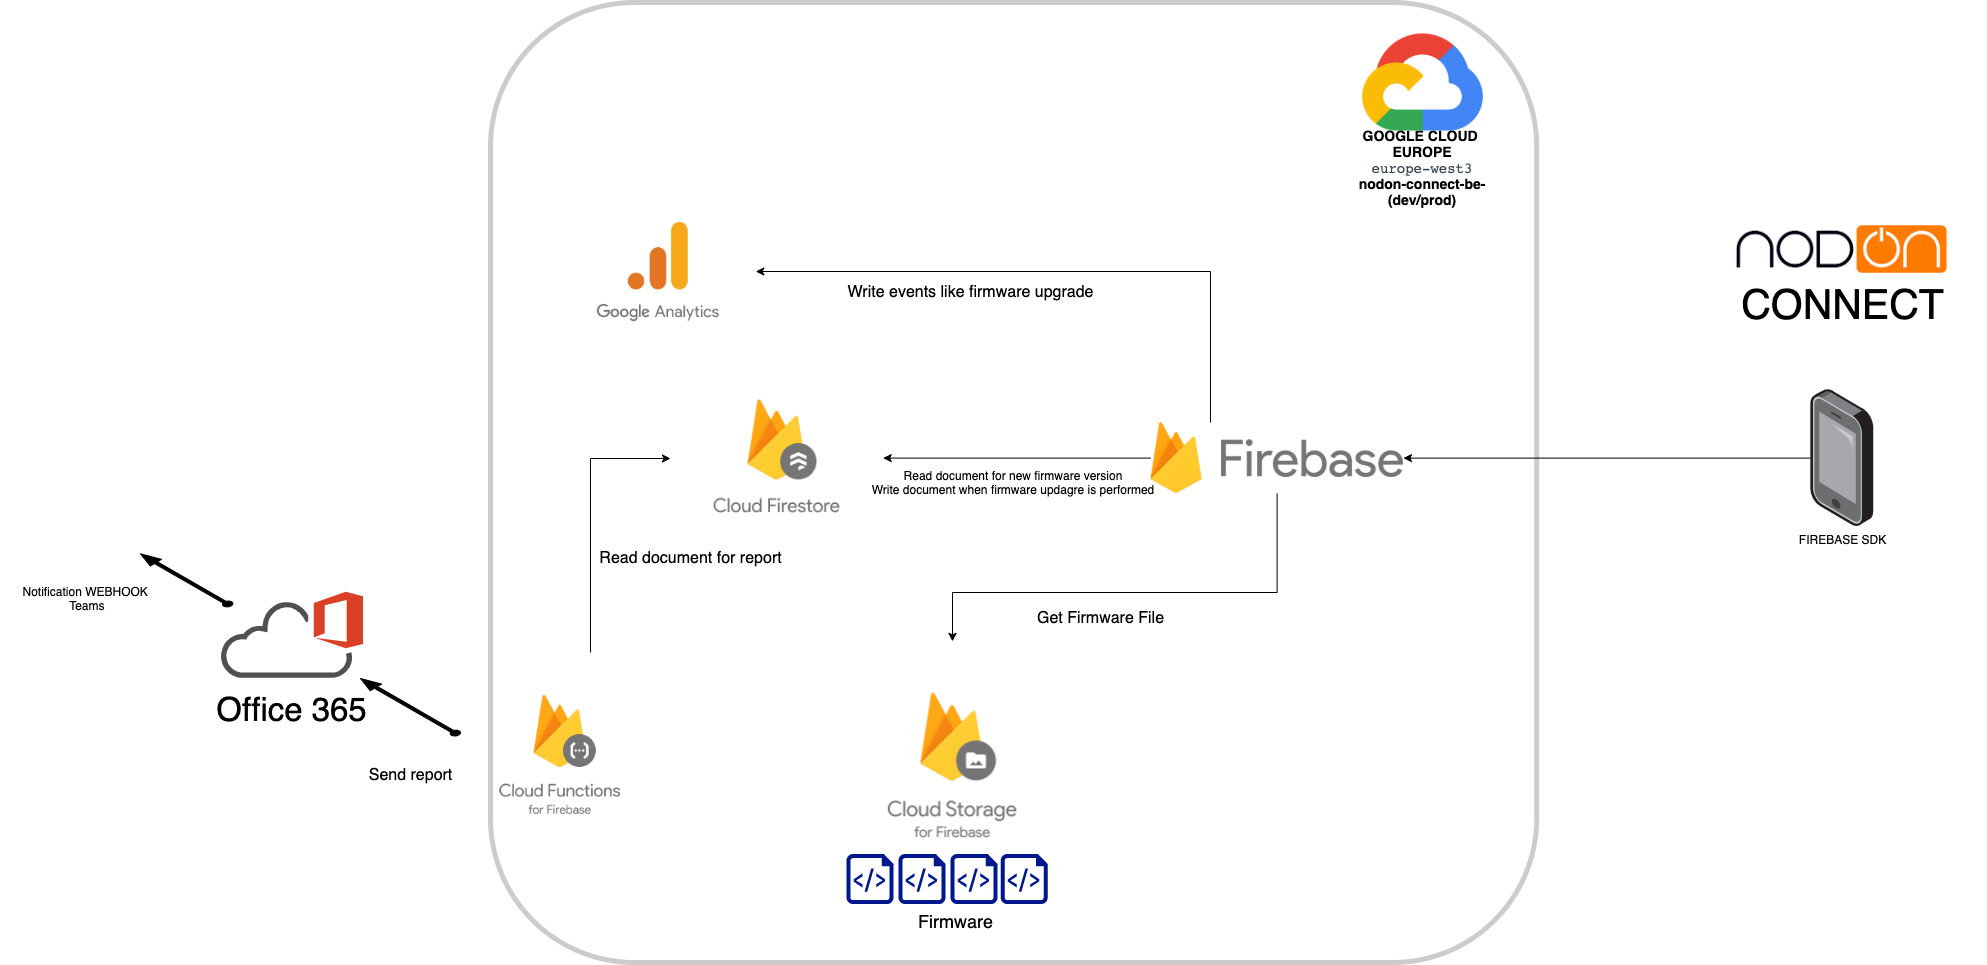 GOOGLE CLOUD
EUROPE
europe-west3
nodon-connect-be-
(dev/prod)
NODON
CONNECT
Google Analytics
Write events like firmware upgrade
Cloud Firestore
Read document for new firmware version
Write document when firmware updagre is performed
Firebase
FIREBASE SDK
Read document for report
Get Firmware File
Notification WEBHOOK
Teams
Office 365
Send report
Cloud Functions
for Firebase
Cloud Storage
for Firebase
</> </> </> </>
Firmware